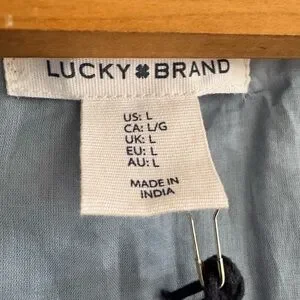 LUCKY BRAND
US: L
CA: L/G
UK: L
EU: L
AU: L
MADE IN
INDIA